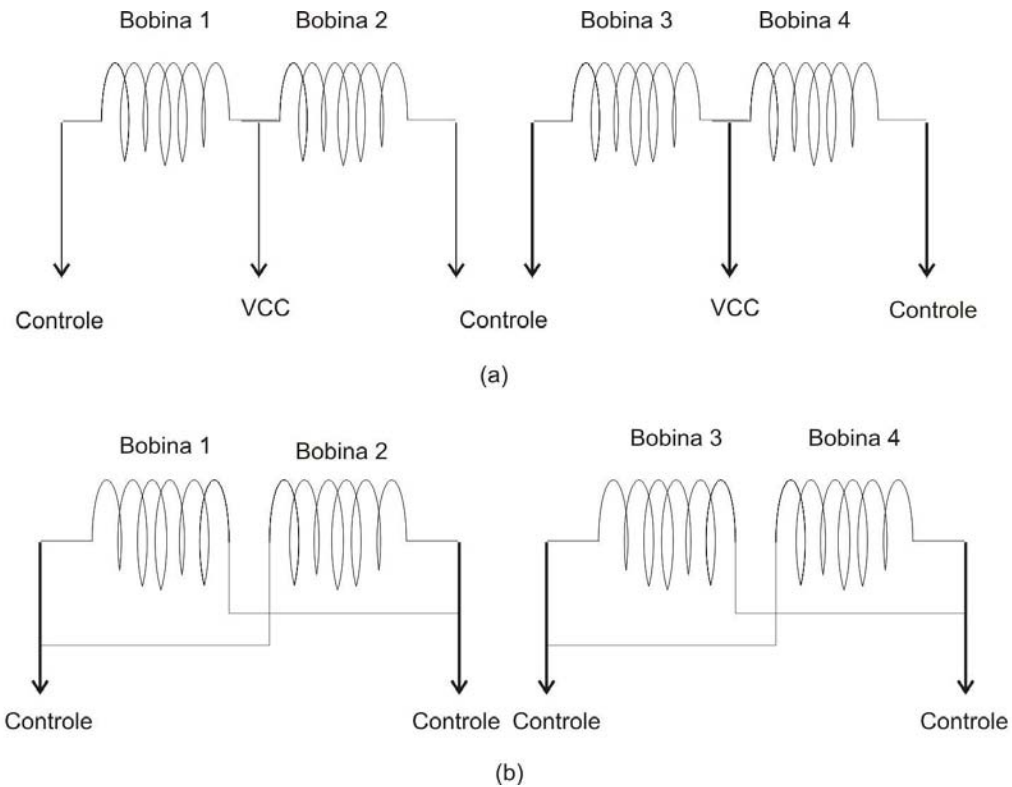 Bobina 1 Bobina 2 Bobina 3 Bobina 4
Controle VCC Controle VCC Controle
(a)
Bobina 1 Bobina 2 Bobina 3 Bobina 4
Controle Controle Controle Controle
(b)